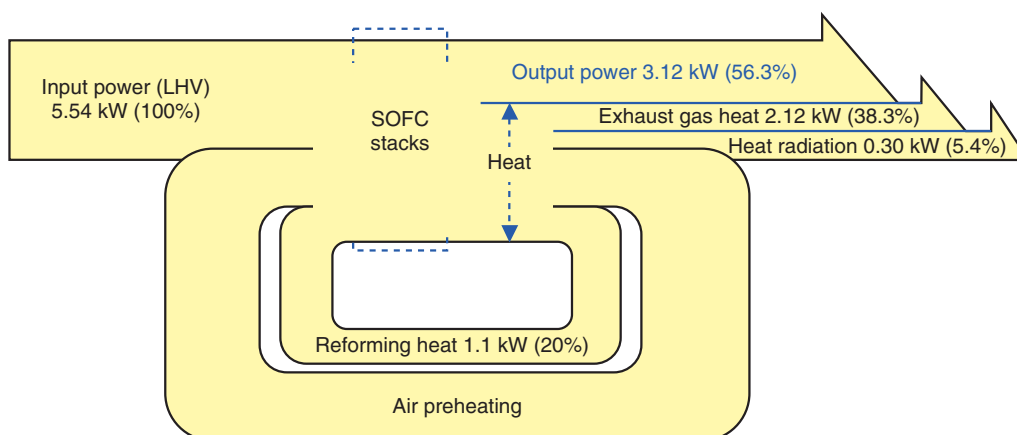 Input power (LHV)
5.54 kW (100%)
Output power 3.12 kW (56.3%)
Exhaust gas heat 2.12 kW (38.3%)
SOFC
stacks
Heat radiation 0.30 kW (5.4%)
Heat
Reforming heat 1.1 kW (20%)
Air preheating